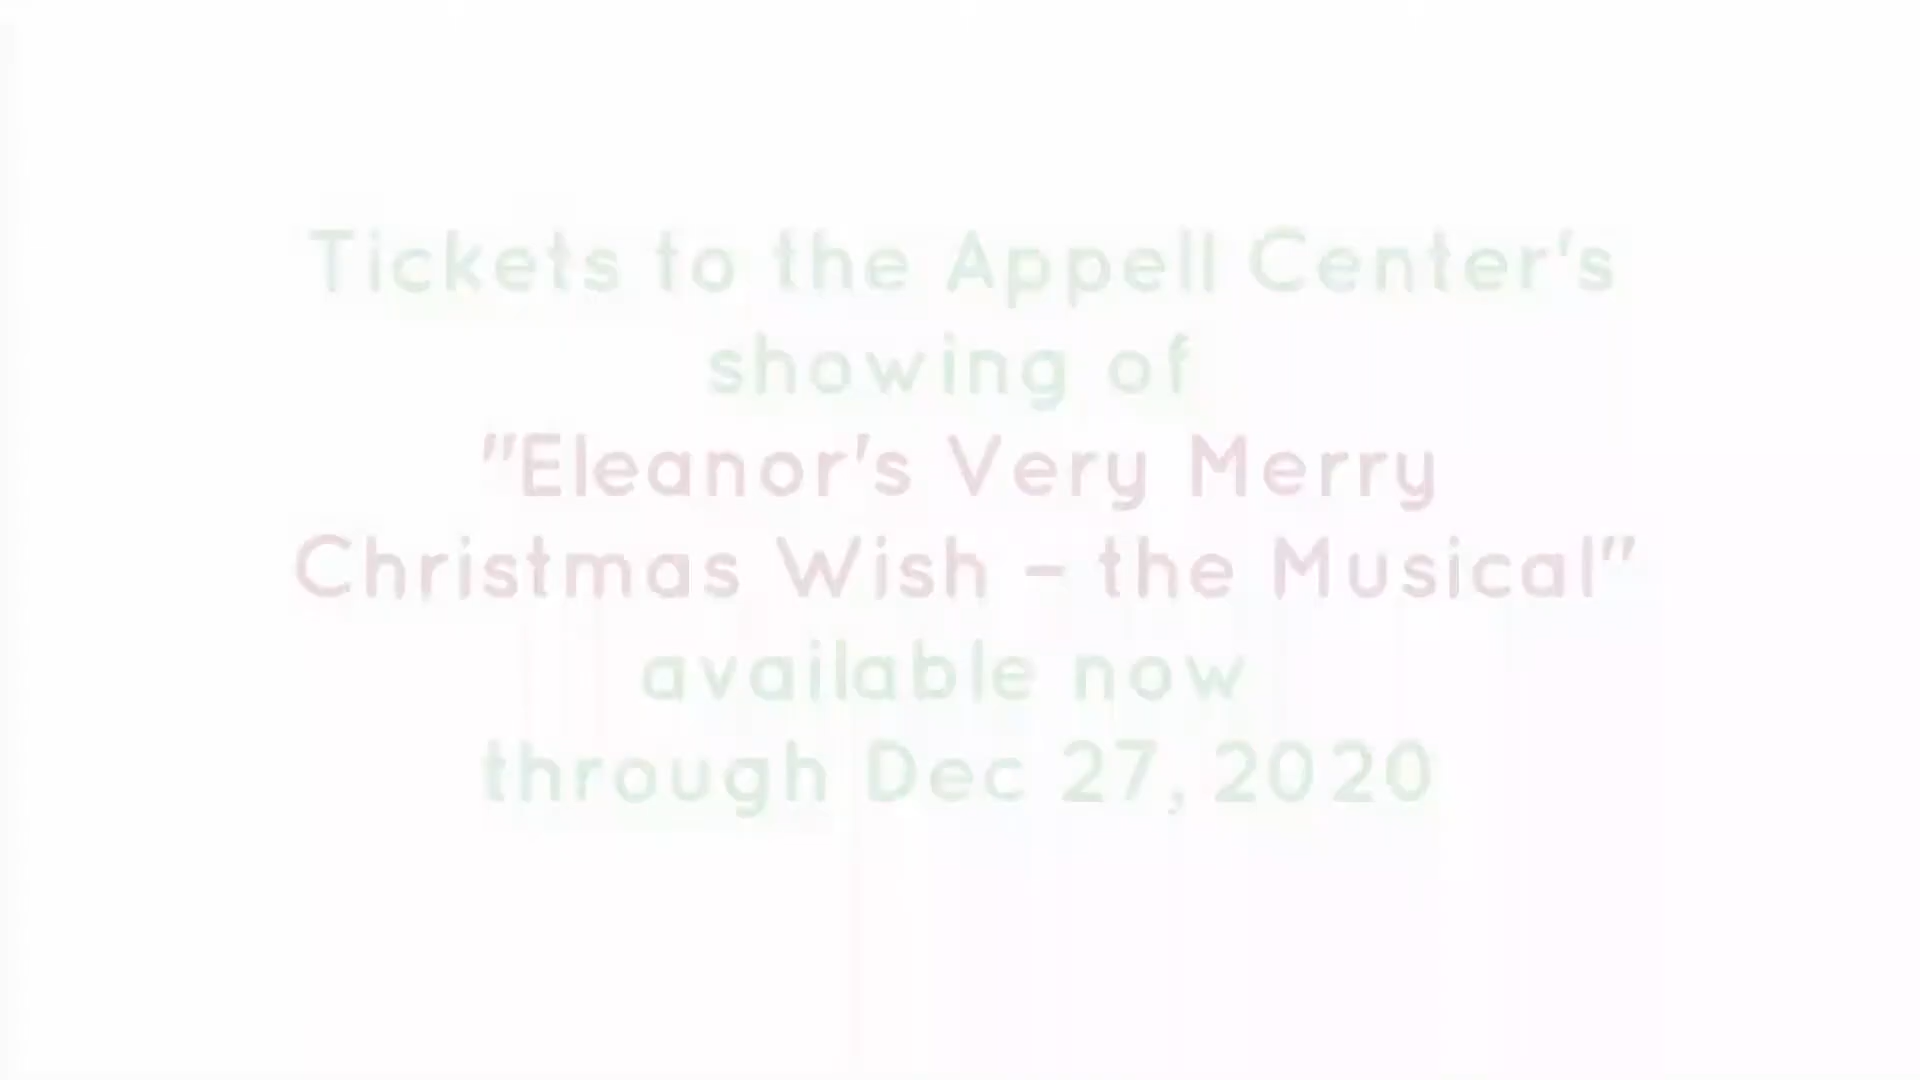 Tickets to the Appell Center's
showing of
"Eleanor's Very Merry
Christmas Wish - the Musical"
available now
through Dec 27, 2020